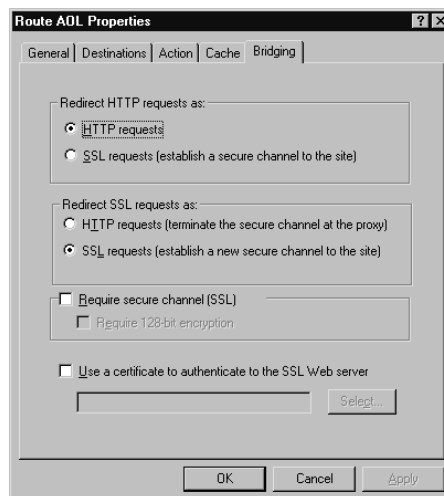 Route AOL Properties
General Destinations Action Cache Bridging
Redirect HTTP requests as:
HTTP requests
SSL requests (establish a secure channel to the site)
Redirect SSL requests as:
HTTP requests (terminate the secure channel at the proxy)
SSL requests (establish a new secure channel to the site)
Require secure channel (SSL)
Require 128-bit encryption
Use a certificate to authenticate to the SSL Web server
Select...
OK Cancel Apply